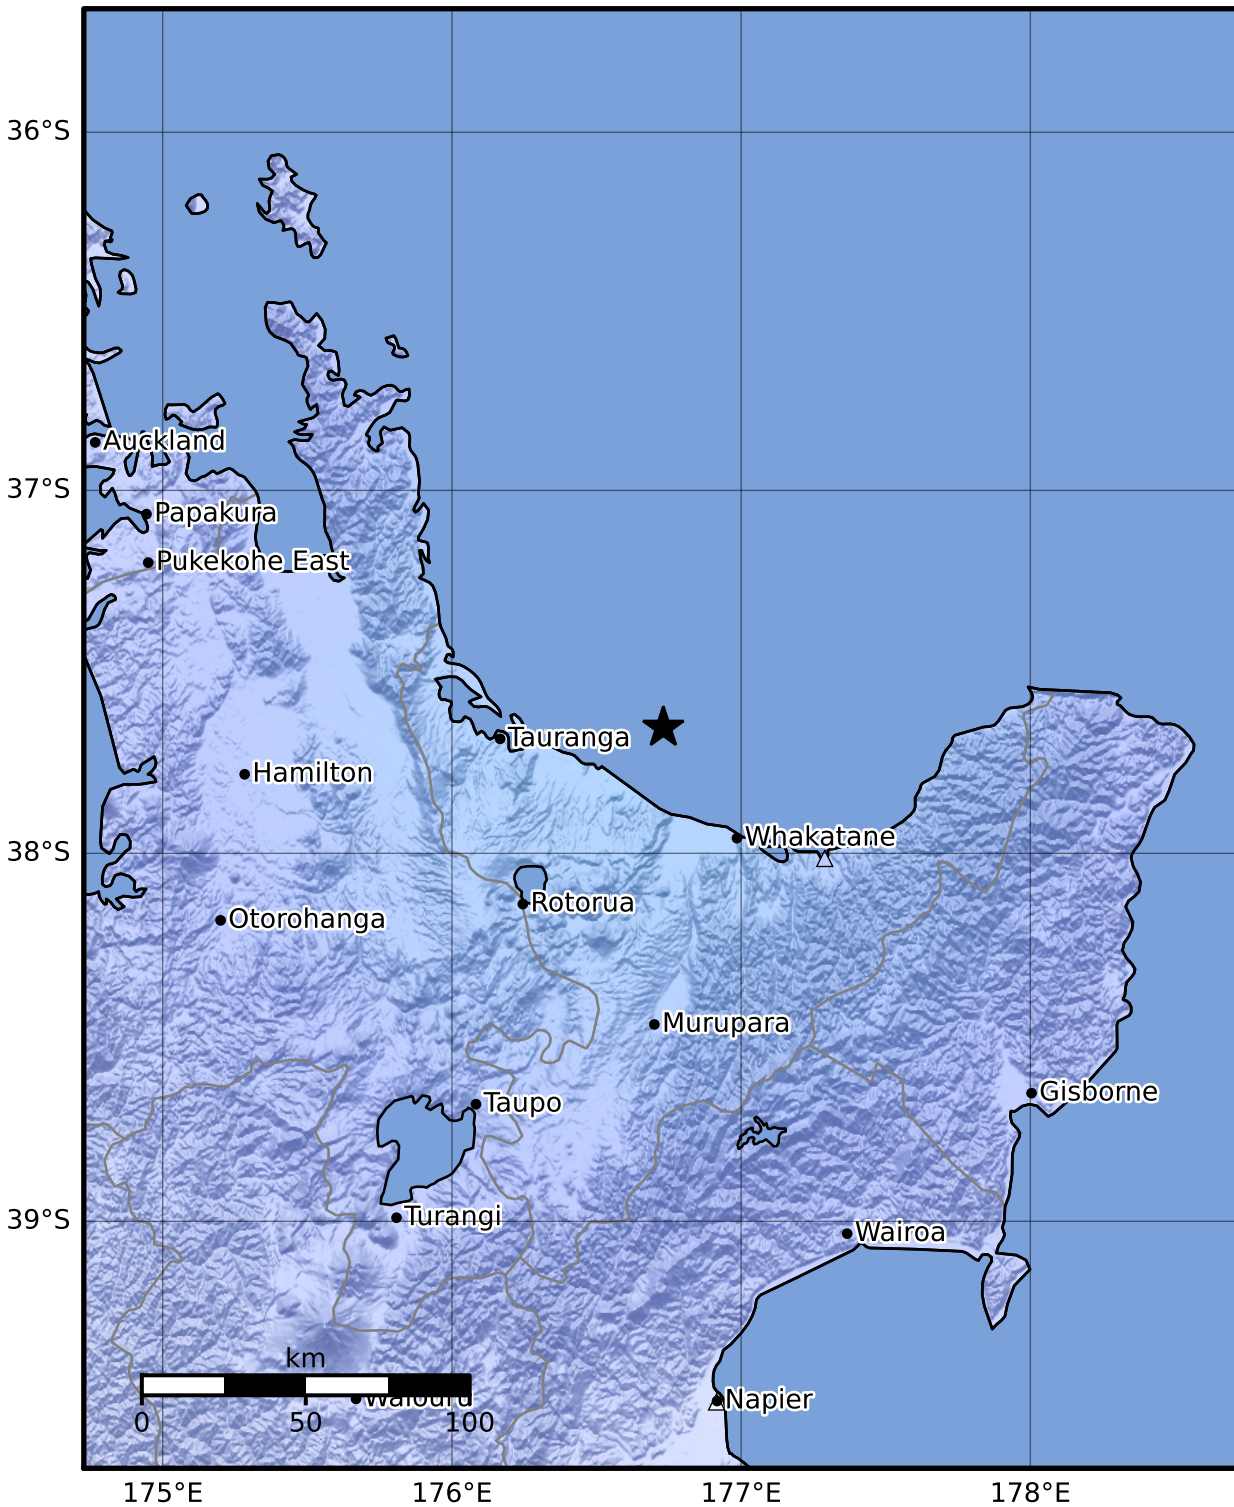 36°S
Auckland
37°S
Papakura
Pukekohe East
Tauranga
Hamilton
Whakatane
38°S
Rotorua
Otorohanga
Murupara
Gisborne
Taupo
Turangi
39°S
Wairoa
km
Waiouru
Napier
0 50 100
175°E 176°E 177°E 178°E